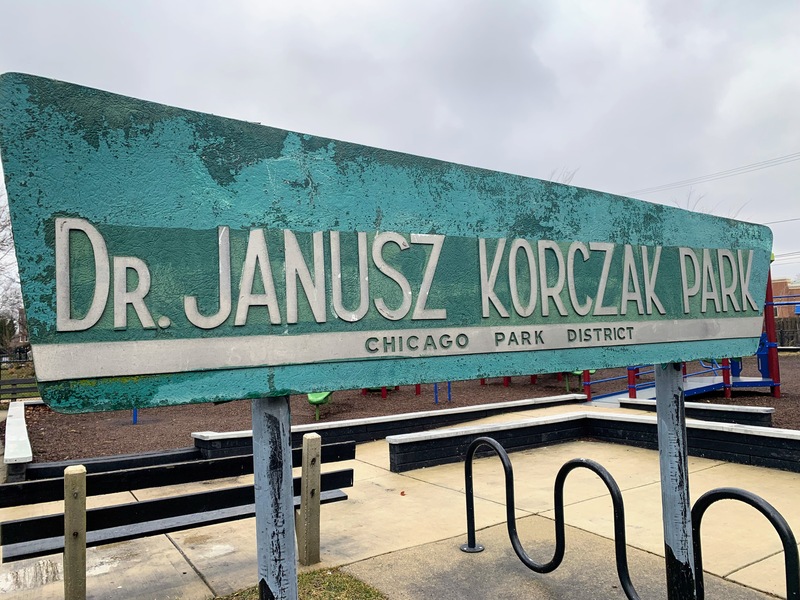 DR. JANUSZ KORCZAK PARK
CHICAGO PARK DISTRICT